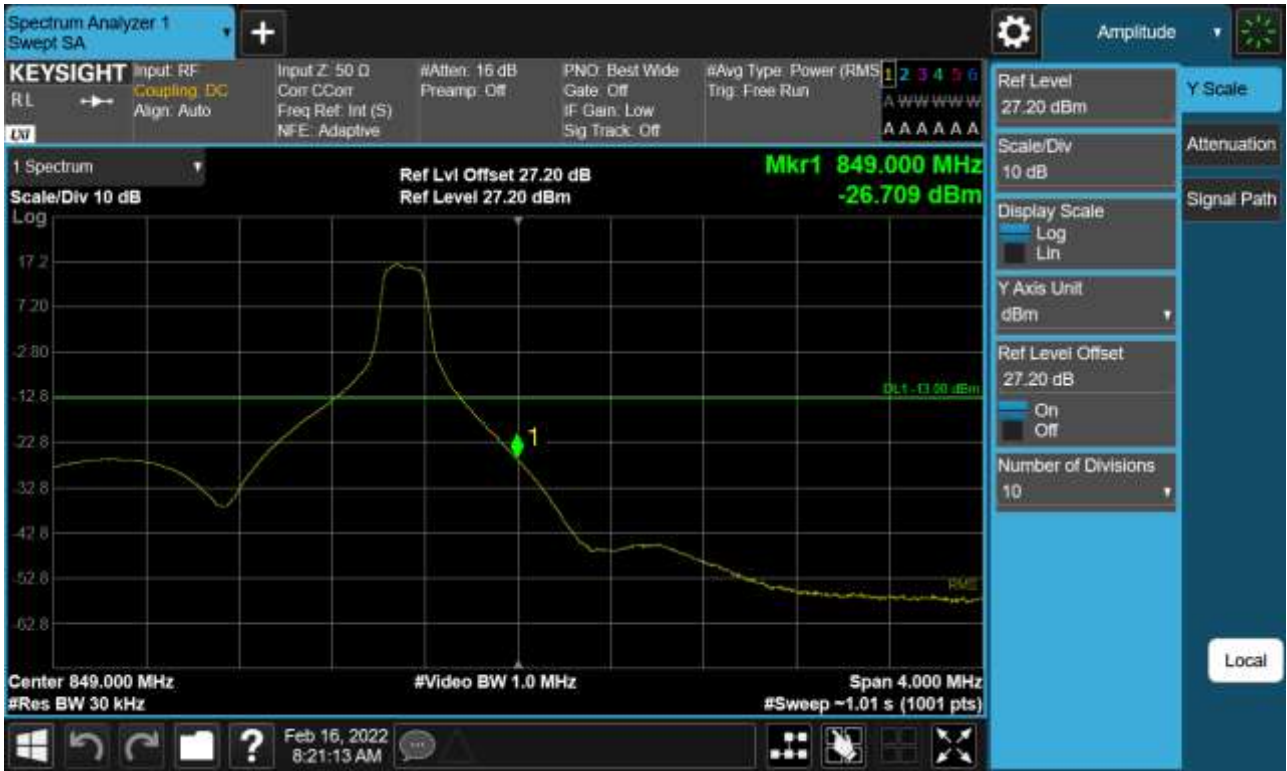 Spectrum Analyzer 1
Swept SA
+
Amplitude
KEYSIGHT
RL
LXI
Input: RF
Coupling: DC
Align: Auto
Input Z: 50 Ω
Corr CCorr
Freq Ref: Int (S)
NFE: Adaptive
#Atten: 16 dB
Preamp: Off
PNO: Best Wide
Gate: Off
IF Gain: Low
Sig Track: Off
#Avg Type: Power (RMS
Trig: Free Run
1 2 3 4 5 6
A W W W W W
A A A A A A
1 Spectrum
Scale/Div 10 dB
Log
Ref Lvl Offset 27.20 dB
Ref Level 27.20 dBm
Mkr1 849.000 MHz
-26.709 dBm
17.2
7.20
-2.80
-12.8
-22.8
-32.8
-42.8
-52.8
-62.8
DL1 -13.00 dBm
1
RMS
Center 849.000 MHz
#Res BW 30 kHz
#Video BW 1.0 MHz
Span 4.000 MHz
#Sweep ~1.01 s (1001 pts)
Ref Level
27.20 dBm
Scale/Div
10 dB
Display Scale
Log
Lin
Y Axis Unit
dBm
Ref Level Offset
27.20 dB
On
Off
Number of Divisions
10
Y Scale
Attenuation
Signal Path
Local
?
Feb 16, 2022
8:21:13 AM